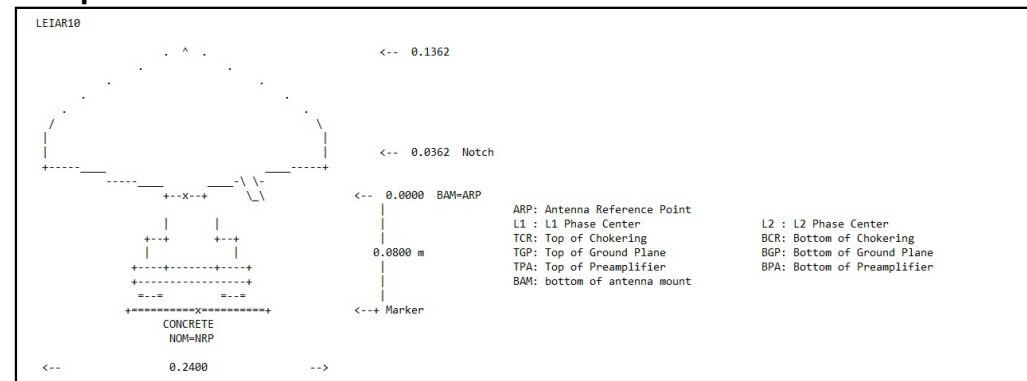 LEIAR10
<-- 0.1362
<-- 0.0362 Notch
+--x--+
<-- 0.0000 BAM=ARP
ARP: Antenna Reference Point
L1 : L1 Phase Center L2 : L2 Phase Center
TCR: Top of Chokering BCR: Bottom of Chokering
0.0800 m
TGP: Top of Ground Plane BGP: Bottom of Ground Plane
TPA: Top of Preamplifier BPA: Bottom of Preamplifier
BAM: bottom of antenna mount
+==========x==========+ <--+ Marker
CONCRETE
NOM=NRP
<-- 0.2400 -->